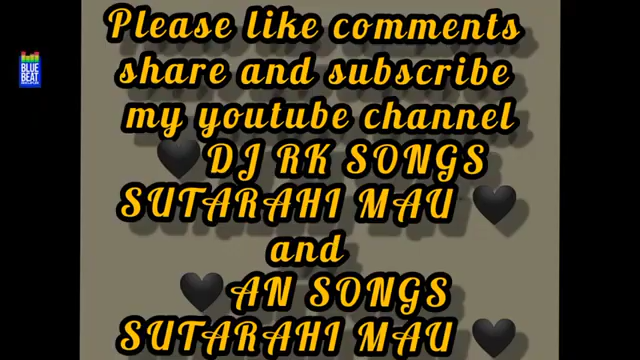 Please like comments
share and subscribe
my youtube channel
🖤 DJ RK SONGS
SUTARAHI MAU 🖤
and
🖤 AN SONGS
SUTARAHI MAU 🖤
BLUE
BEAT